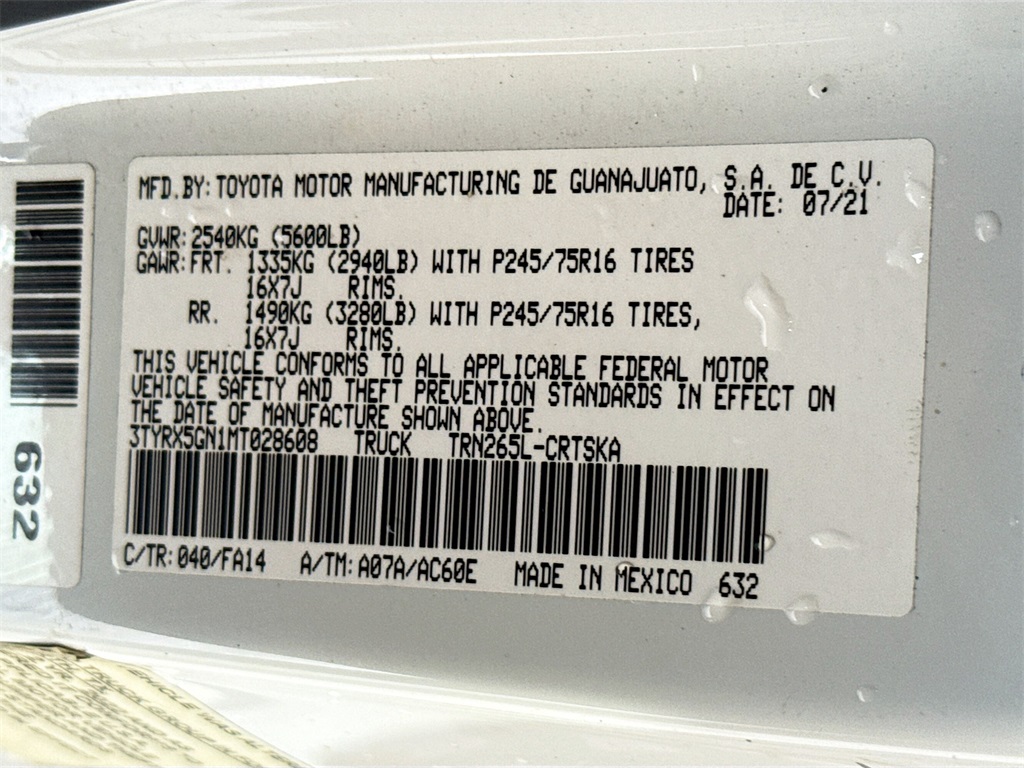 MFD.BY: TOYOTA MOTOR MANUFACTURING DE GUANAJUATO, S.A. DE C.V.
DATE: 07/21
GVWR: 2540KG (5600LB)
GAWR: FRT. 1335KG (2940LB) WITH P245/75R16 TIRES
16X7J RIMS,
RR. 1490KG (3280LB) WITH P245/75R16 TIRES,
16X7J RIMS,
THIS VEHICLE CONFORMS TO ALL APPLICABLE FEDERAL MOTOR
VEHICLE SAFETY AND THEFT PREVENTION STANDARDS IN EFFECT ON
THE DATE OF MANUFACTURE SHOWN ABOVE.
3TYRX5GN1MT028608 TRUCK TRN265L-CRTSKA
C/TR: 040/FA14 A/TM: A07A/AC60E MADE IN MEXICO 632
632